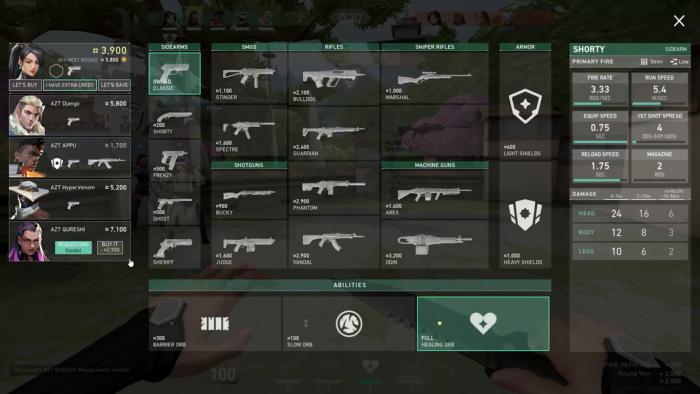 SIDEARMS
SMGS
RIFLES
SNIPER RIFLES
ARMOR
SHORTY
SIDEARM
PRIMARY FIRE
Semi
Low
FIRE RATE
3.33
RDS/SEC
RUN SPEED
5.4
M/SEC
EQUIP SPEED
0.75
SEC
1ST SHOT SPREAD
4
DEG (HIP/ADS)
RELOAD SPEED
1.75
SEC
MAGAZINE
2
RDS
DAMAGE
0-7m
7-15m
15-50m
HEAD 24 16 6
BODY 12 8 3
LEGS 10 6 2
3,900
MIN NEXT ROUND: 5,800
LET'S BUY
I HAVE EXTRA CREDS
LET'S SAVE
AZT Django 5,800
AZT APPU 1,700
AZT HyperVenom 5,200
AZT QURESHI 7,100
REQUESTING
Vandal
BUY IT
2,900
OWNED
CLASSIC
200
SHORTY
500
FRENZY
500
GHOST
SHERIFF
1,100
STINGER
1,600
SPECTRE
SHOTGUNS
900
BUCKY
1,600
JUDGE
2,100
BULLDOG
2,400
GUARDIAN
2,900
PHANTOM
2,900
VANDAL
1,000
MARSHAL
OPERATOR
MACHINE GUNS
1,600
ARES
3,200
ODIN
400
LIGHT SHIELDS
1,000
HEAVY SHIELDS
ABILITIES
300
BARRIER ORB
100
SLOW ORB
FULL
HEALING ORB
100